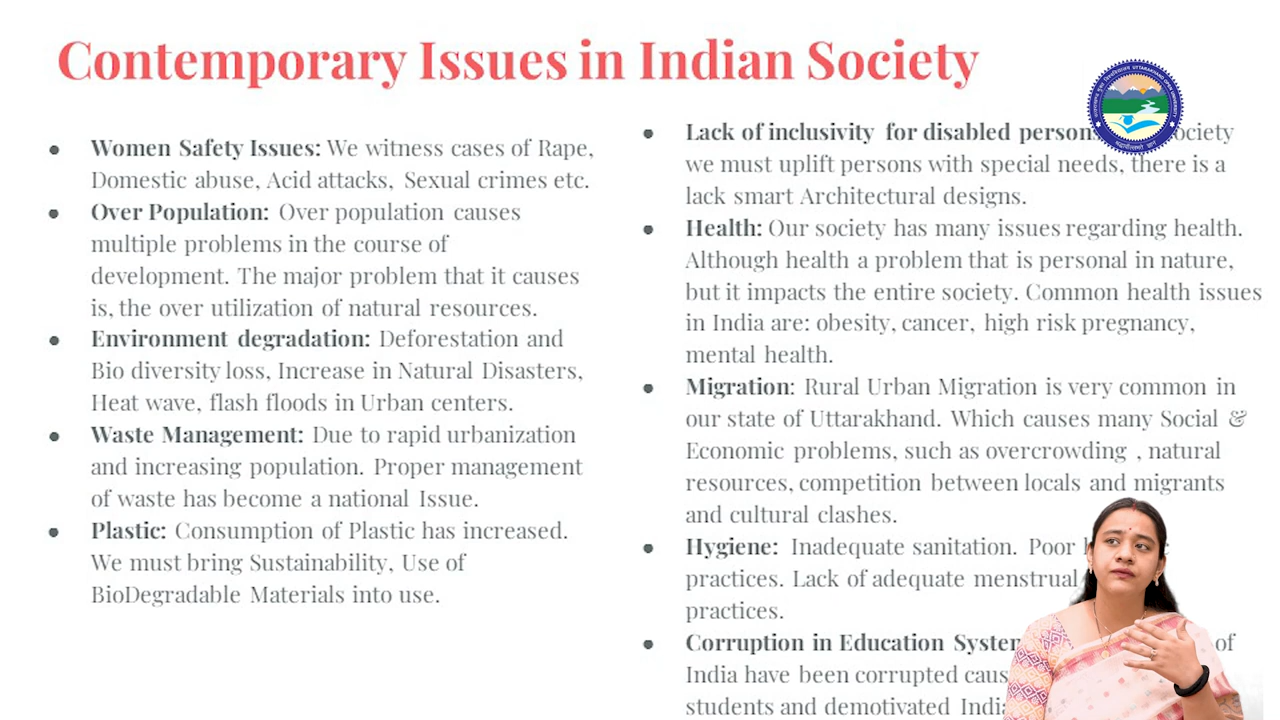 Contemporary Issues in Indian Society
● Women Safety Issues: We witness cases of Rape,
Domestic abuse, Acid attacks, Sexual crimes etc.
● Over Population: Over population causes
multiple problems in the course of
development. The major problem that it causes
is, the over utilization of natural resources.
● Environment degradation: Deforestation and
Bio diversity loss, Increase in Natural Disasters,
Heat wave, flash floods in Urban centers.
● Waste Management: Due to rapid urbanization
and increasing population. Proper management
of waste has become a national Issue.
● Plastic: Consumption of Plastic has increased.
We must bring Sustainability, Use of
BioDegradable Materials into use.
● Lack of inclusivity for disabled
we must uplift persons with special needs, there is a
lack smart Architectural designs.
● Health: Our society has many issues regarding health.
Although health a problem that is personal in nature,
but it impacts the entire society. Common health issues
in India are: obesity, cancer, high risk pregnancy,
mental health.
● Migration: Rural Urban Migration is very common in
our state of Uttarakhand. Which causes many Social &
Economic problems, such as overcrowding , natural
resources, competition between locals and migrants
and cultural clashes.
● Hygiene: Inadequate sanitation. Poor
practices. Lack of adequate menstrual
practices.
● Corruption in Education of
India have been corrupted
students and demotivated